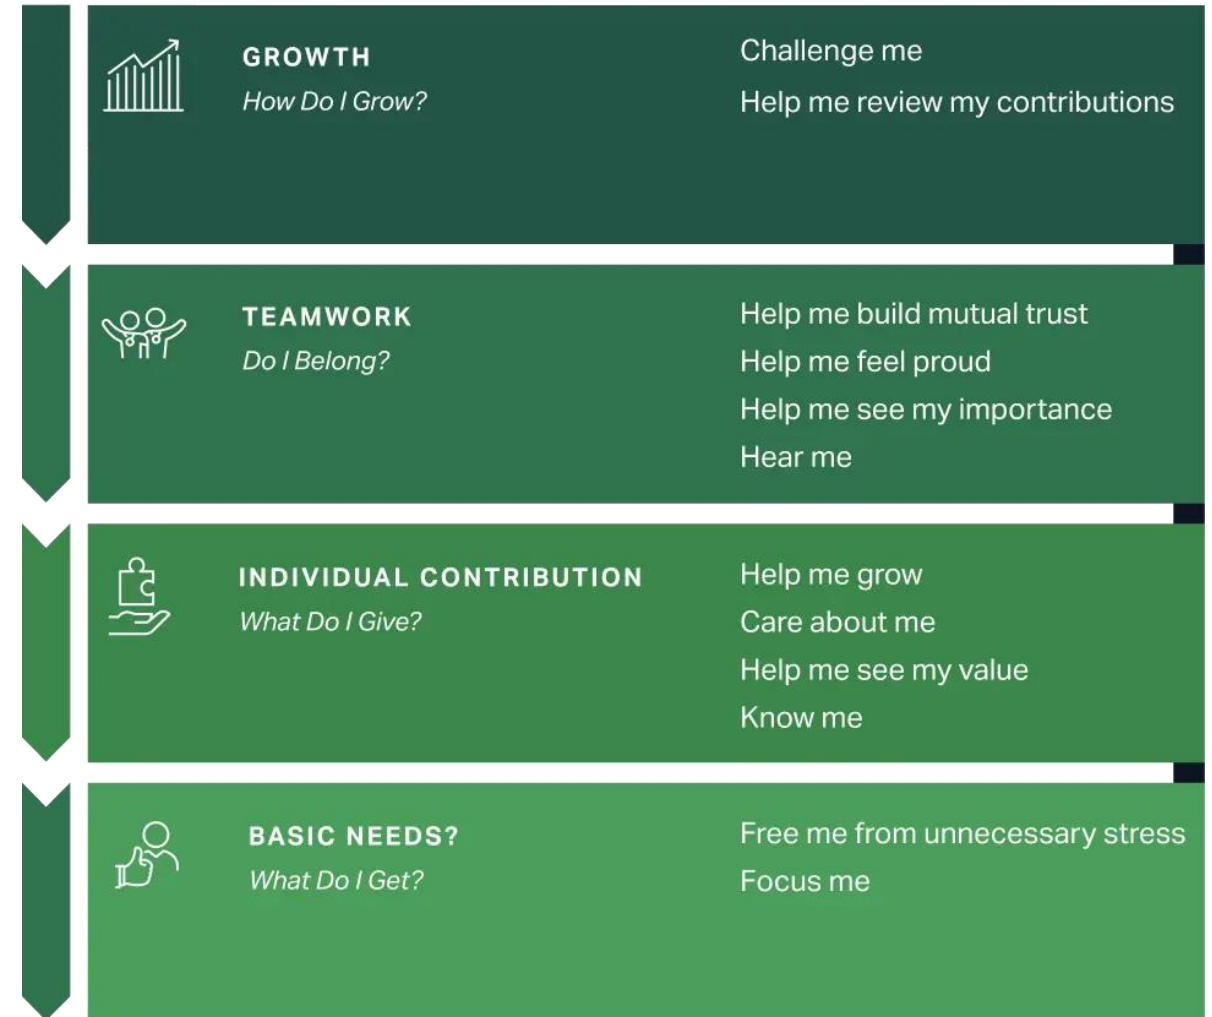 GROWTH
How Do I Grow?
Challenge me
Help me review my contributions
TEAMWORK
Do I Belong?
Help me build mutual trust
Help me feel proud
Help me see my importance
Hear me
INDIVIDUAL CONTRIBUTION
What Do I Give?
Help me grow
Care about me
Help me see my value
Know me
BASIC NEEDS?
What Do I Get?
Free me from unnecessary stress
Focus me